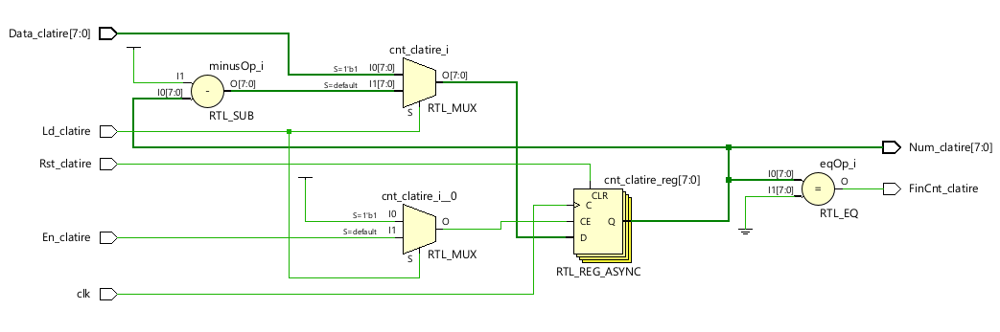 Data_clatire[7:0]
cnt_clatire_i
minusOp_i
S=1'b1 I0[7:0]
O[7:0]
I1
O[7:0]
S=default I1[7:0]
I0[7:0]
-
S
RTL_MUX
RTL_SUB
Ld_clatire
Num_clatire[7:0]
Rst_clatire
eqOp_i
cnt_clatire_reg[7:0]
I0[7:0]
O
FinCnt_clatire
=
I1[7:0]
CLR
cnt_clatire_i__0
C
S=1'b1 I0
RTL_EQ
O
CE
Q
En_clatire
S=default I1
D
S
RTL_MUX
RTL_REG_ASYNC
clk